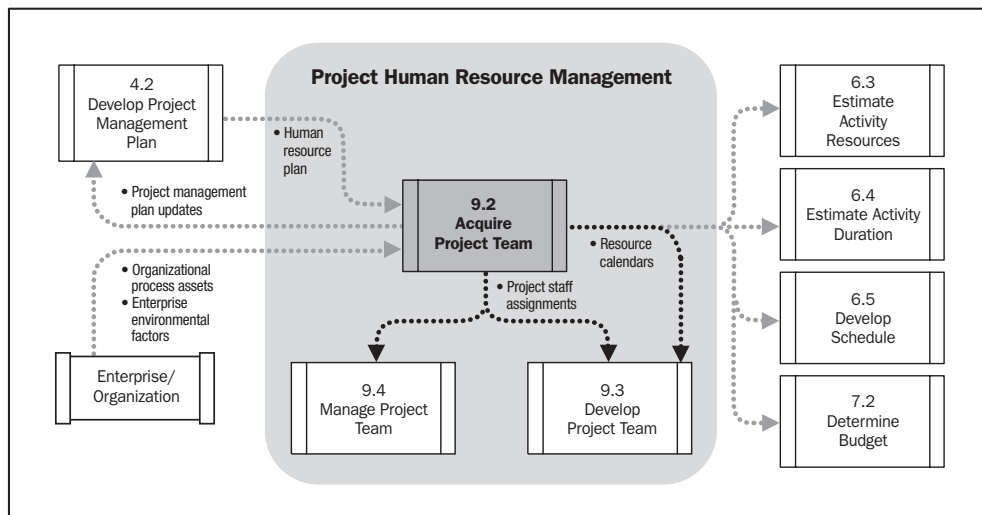 Project Human Resource Management
4.2
Develop Project
Management
Plan
• Human
resource
plan
• Project management
plan updates
9.2
Acquire
Project Team
• Organizational
process assets
• Enterprise
environmental
factors
Enterprise/
Organization
• Resource
calendars
• Project staff
assignments
9.4
Manage Project
Team
9.3
Develop
Project Team
6.3
Estimate
Activity
Resources
6.4
Estimate Activity
Duration
6.5
Develop
Schedule
7.2
Determine
Budget